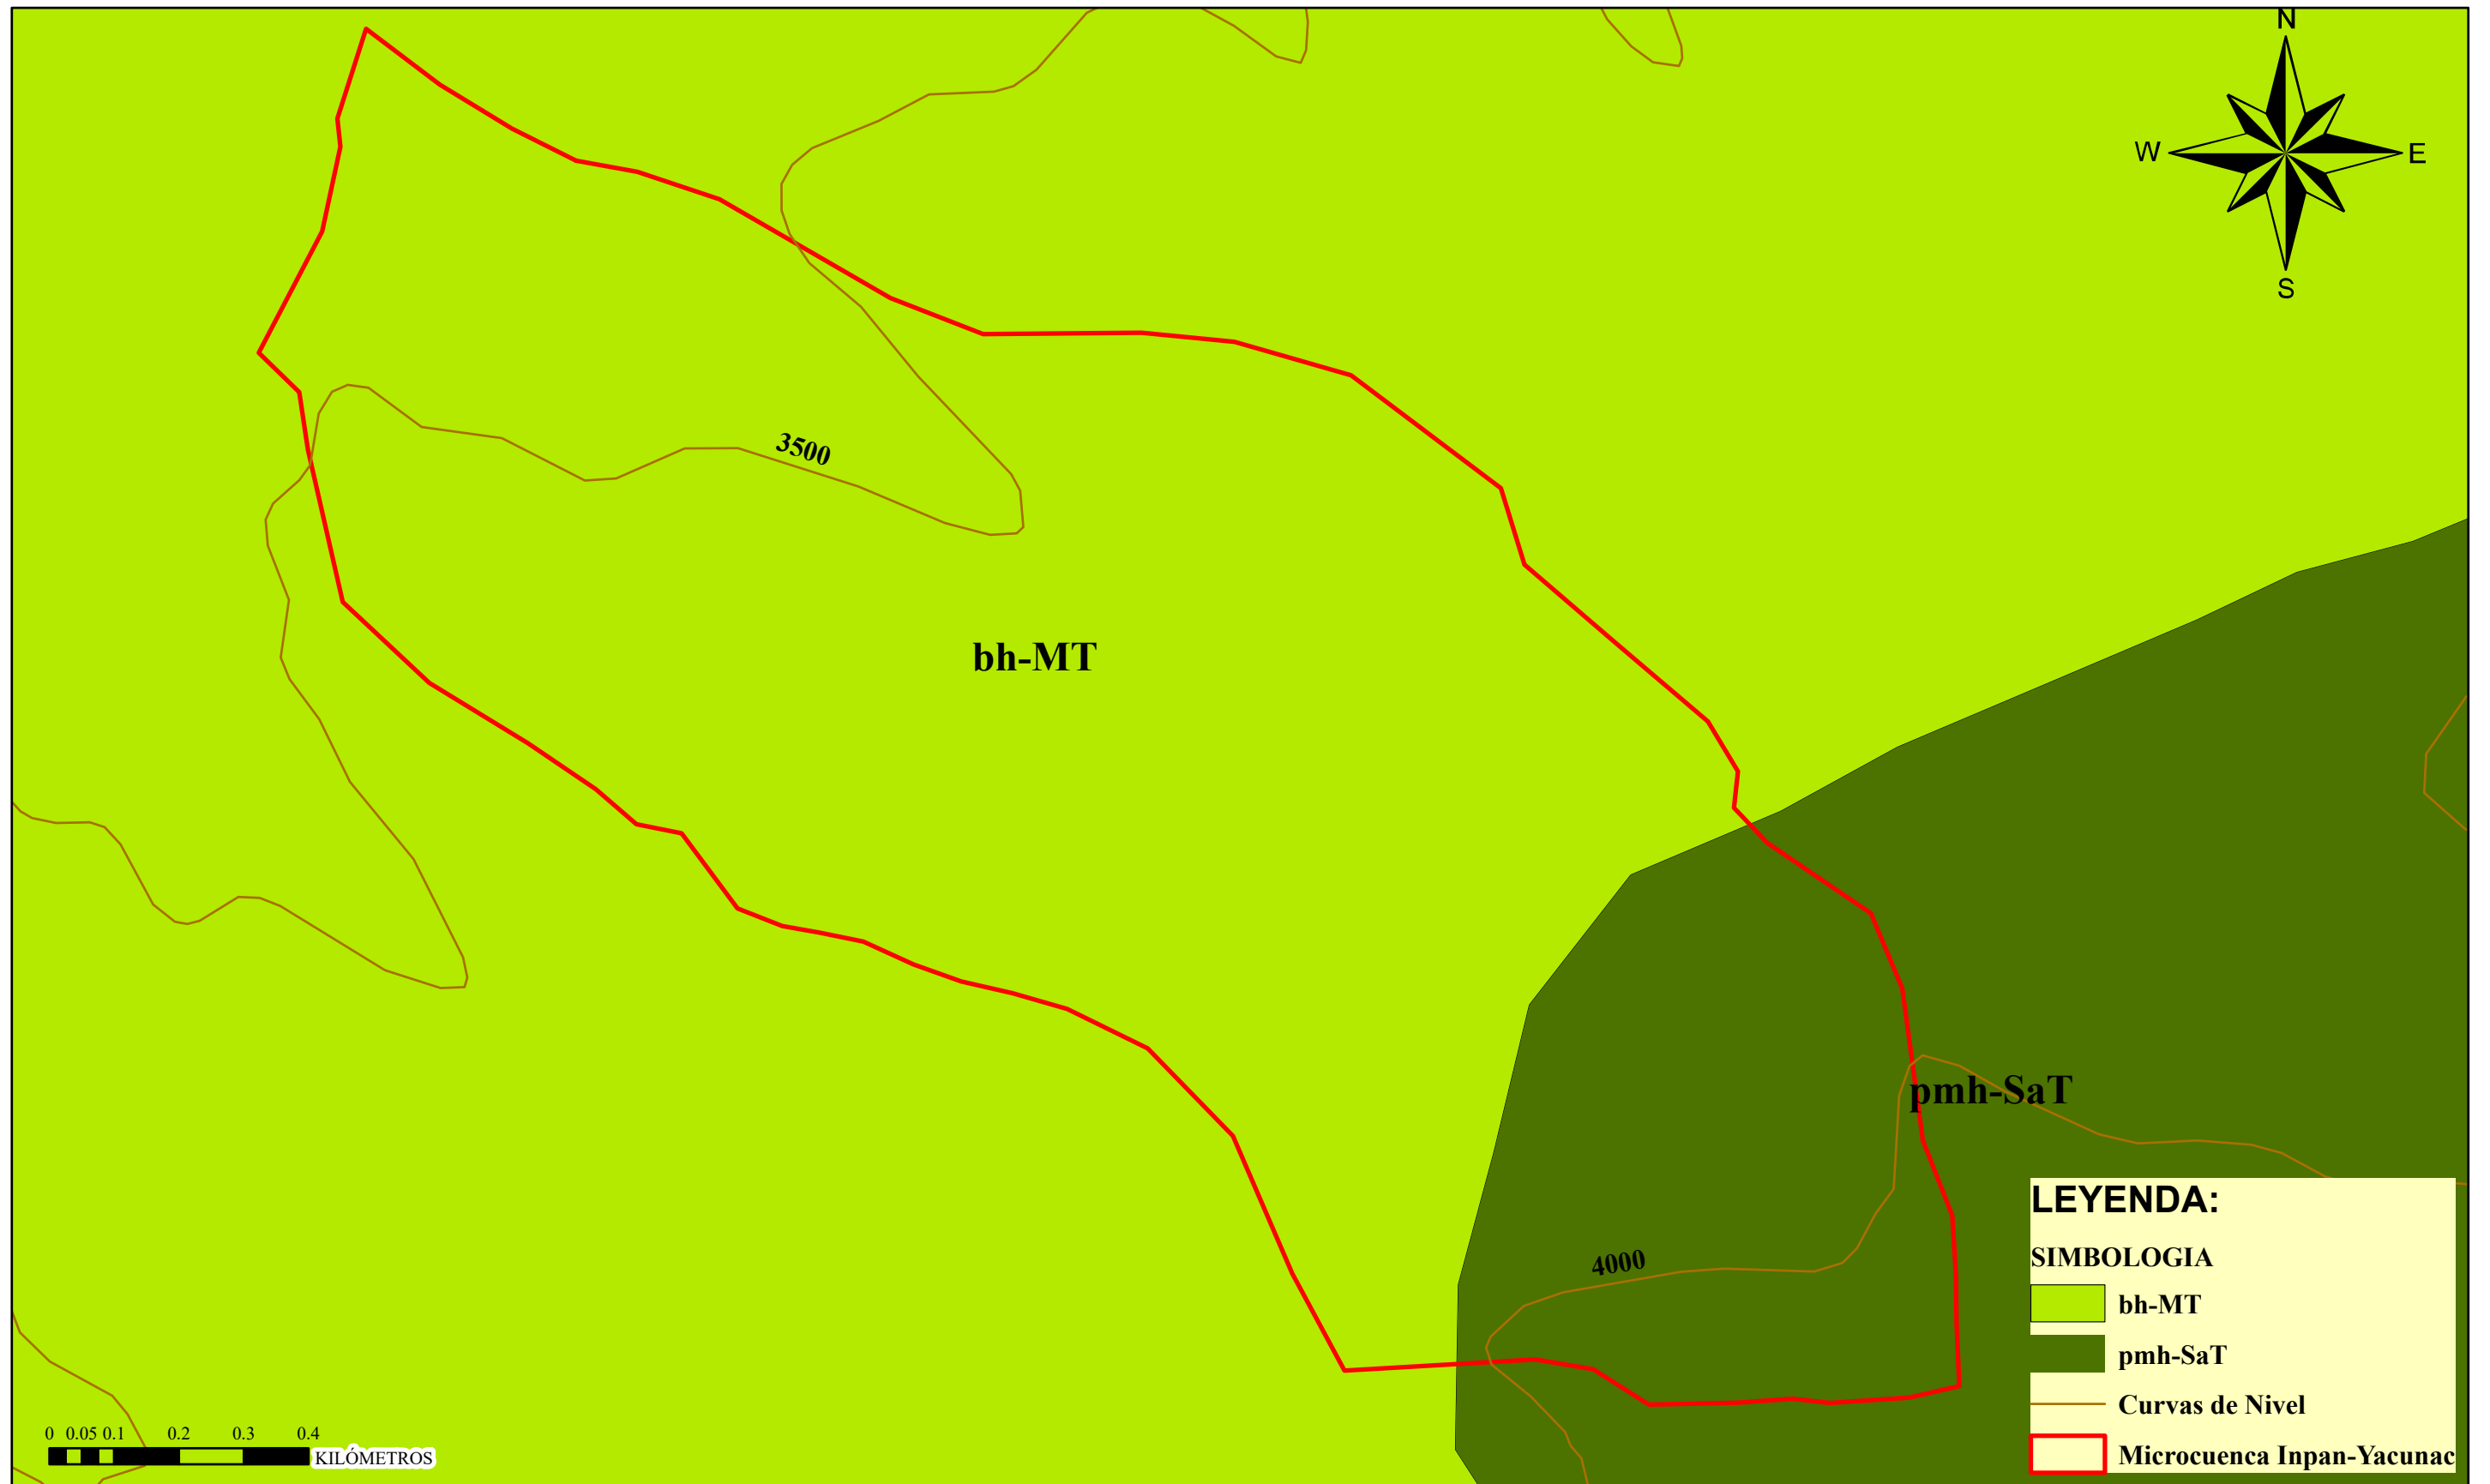 N
W
E
S
3500
bh-MT
pmh-SaT
4000
LEYENDA:
SIMBOLOGIA
bh-MT
pmh-SaT
Curvas de Nivel
Microcuenca Inpan-Yacunac
0 0.05 0.1 0.2 0.3 0.4
KILÓMETROS